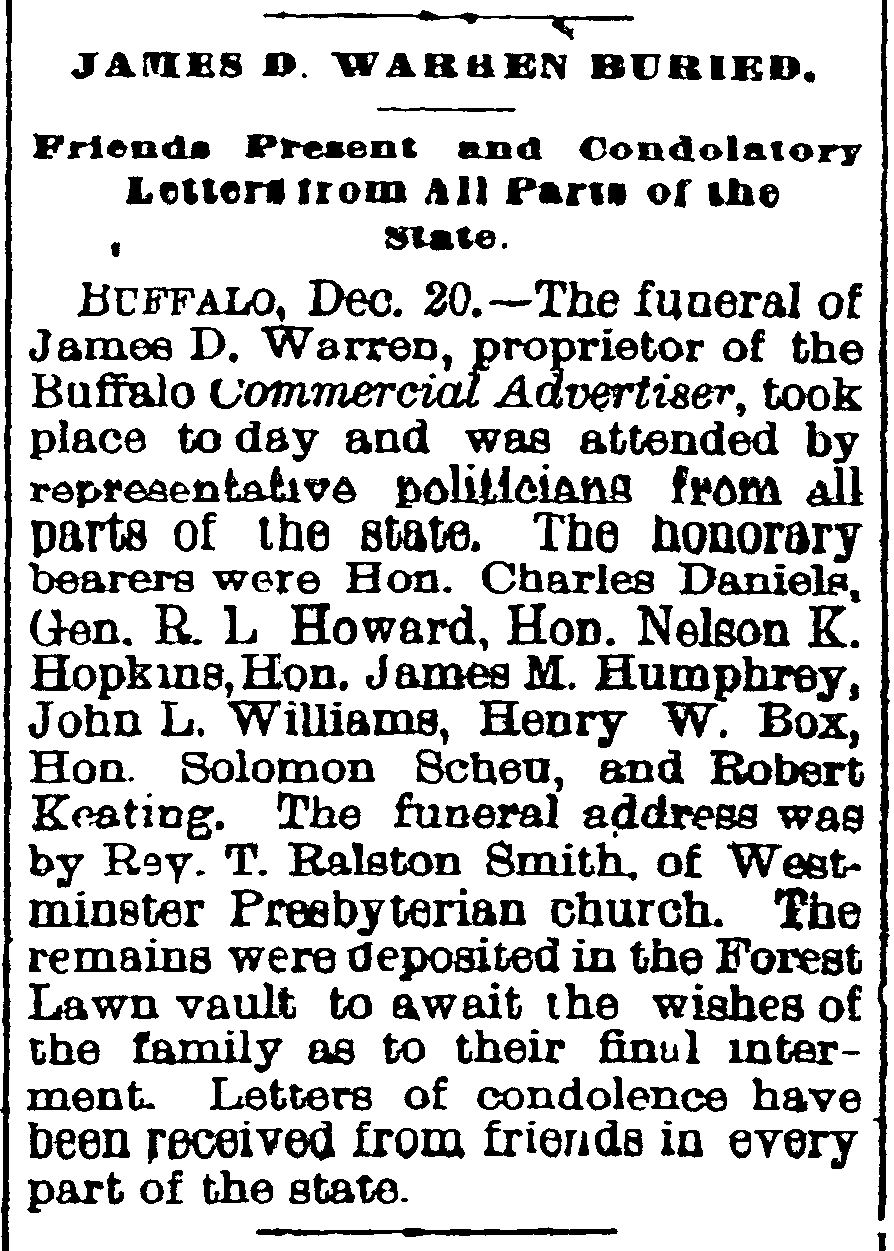 JAMES D. WARREN BURIED.
Friends Present and Condolatory
Letters from All Parts of the
State.
BUFFALO, Dec. 20.—The funeral of
James D. Warren, proprietor of the
Buffalo Commercial Advertiser, took
place to day and was attended by
representative politicians from all
parts of the state. The honorary
bearers were Hon. Charles Daniels,
Gen. R. L Howard, Hon. Nelson K.
Hopkins, Hon. James M. Humphrey,
John L. Williams, Henry W. Box,
Hon. Solomon Scheu, and Robert
Keating. The funeral address was
by Rev. T. Ralston Smith, of West-
minster Presbyterian church. The
remains were deposited in the Forest
Lawn vault to await the wishes of
the family as to their final inter-
ment. Letters of condolence have
been received from friends in every
part of the state.